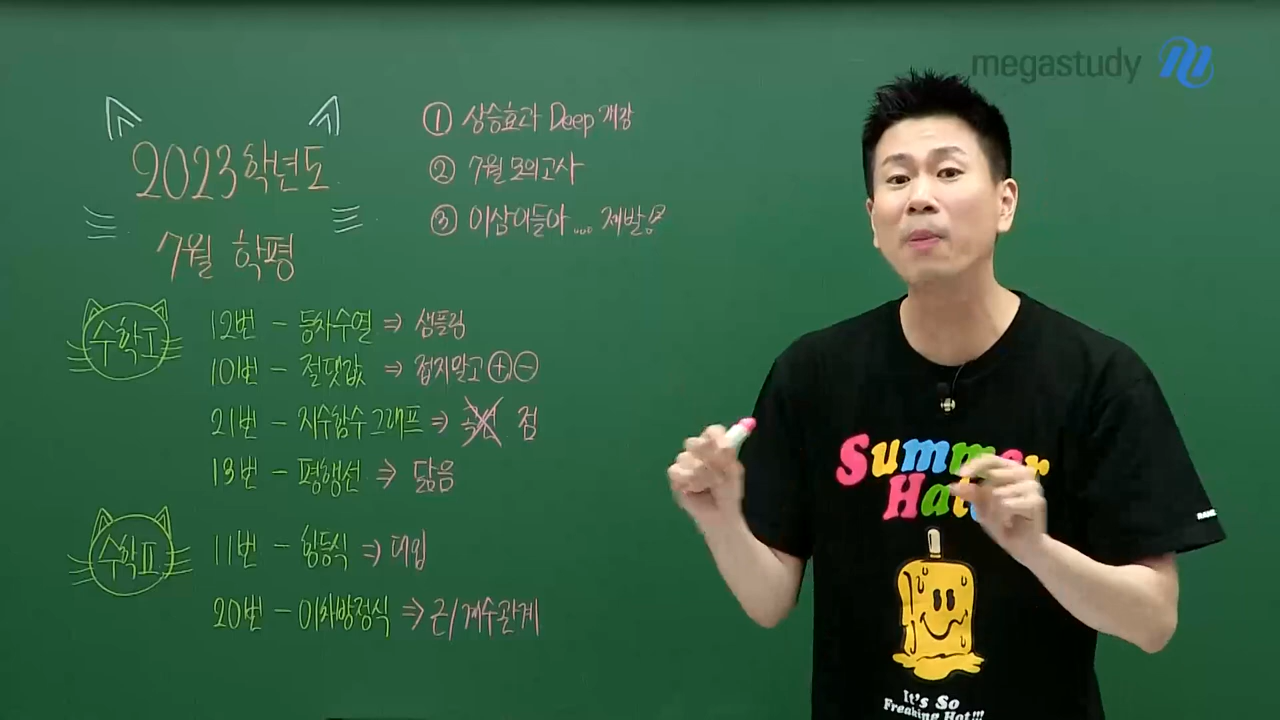 megastudy
2023학년도
7월 학평
① 상승효과 Deep 개강
② 7월 모의고사
③ 이삼이들아 ... 제발!
수학Ⅰ
12번 - 등차수열 ⇒ 샘플링
10번 - 절댓값 ⇒ 접지말고 ⊕⊖
21번 - 지수함수 그래프 ⇒ 점
13번 - 평행선 ⇒ 닮음
수학Ⅱ
11번 - 항등식 ⇒ 대입
20번 - 이차방정식 ⇒ 근/계수관계
Summer
It's So
Freaking Hot!!!